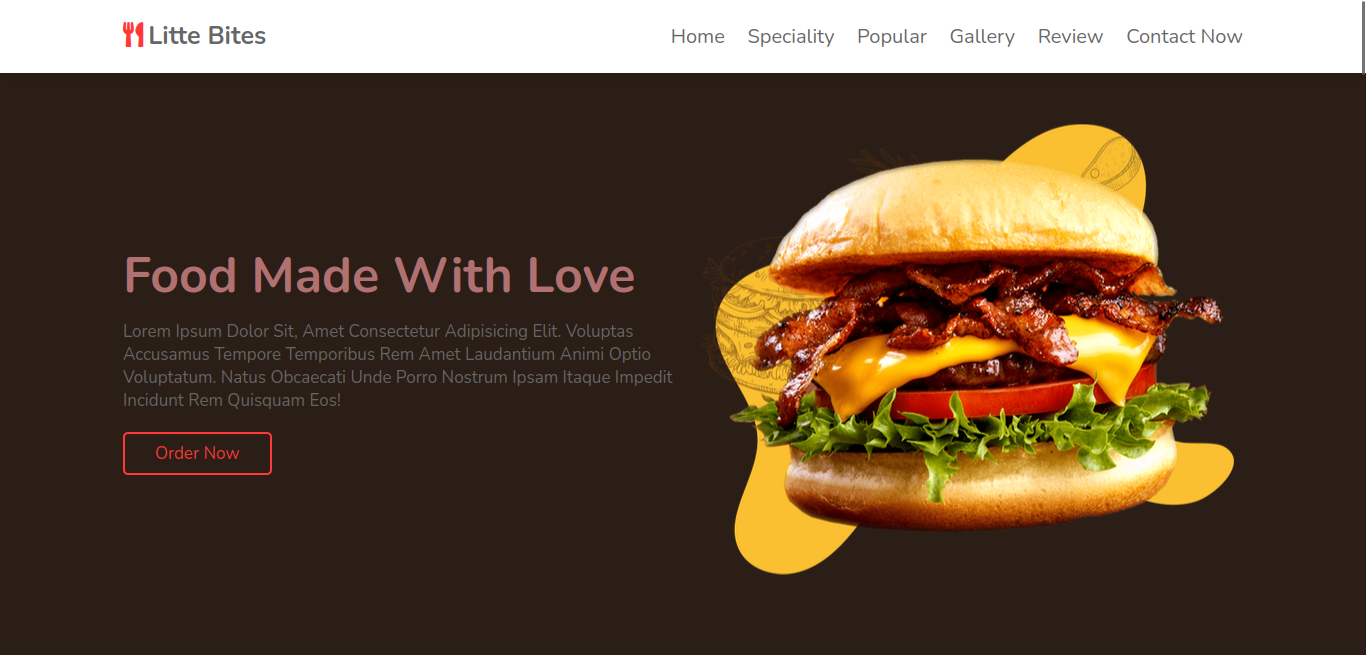 Litte Bites
Home Speciality Popular Gallery Review Contact Now
Food Made With Love
Lorem Ipsum Dolor Sit, Amet Consectetur Adipisicing Elit. Voluptas
Accusamus Tempore Temporibus Rem Amet Laudantium Animi Optio
Voluptatum. Natus Obcaecati Unde Porro Nostrum Ipsam Itaque Impedit
Incidunt Rem Quisquam Eos!
Order Now